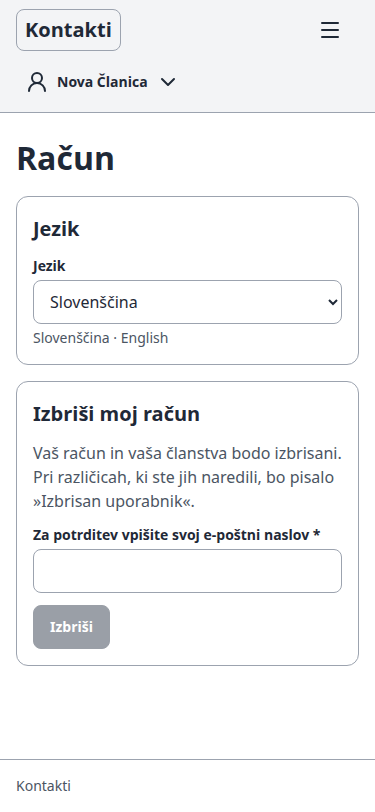 Kontakti
Nova Članica
Račun
Jezik
Jezik
Slovenščina
Slovenščina · English
Izbriši moj račun
Vaš račun in vaša članstva bodo izbrisani.
Pri različicah, ki ste jih naredili, bo pisalo
»Izbrisan uporabnik«.
Za potrditev vpišite svoj e-poštni naslov *
Izbriši
Kontakti